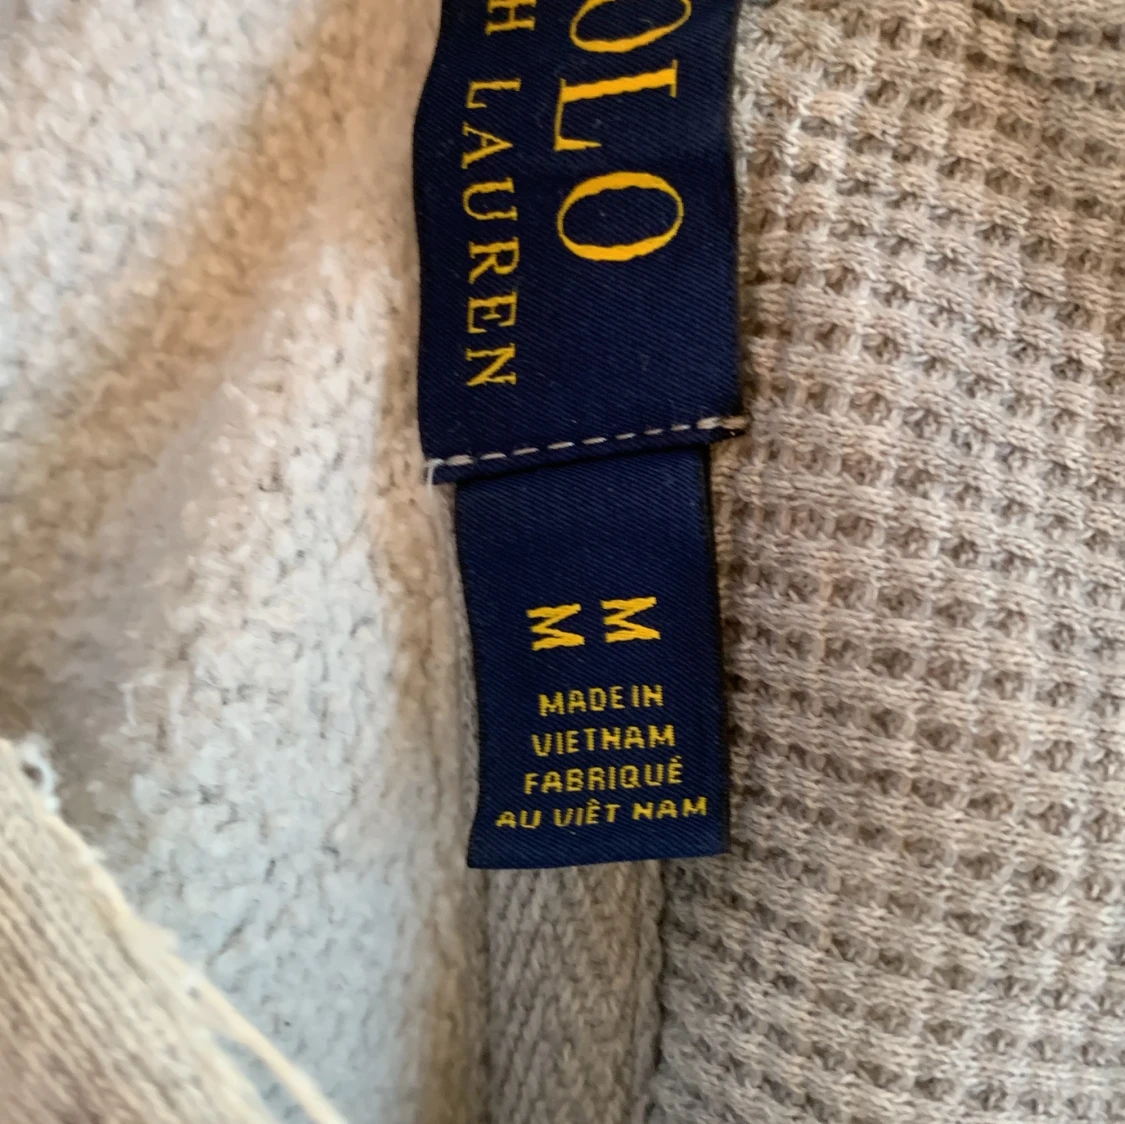 OLO
H LAUREN
M M
MADE IN
VIETNAM
FABRIQUÉ
AU VIÊT NAM